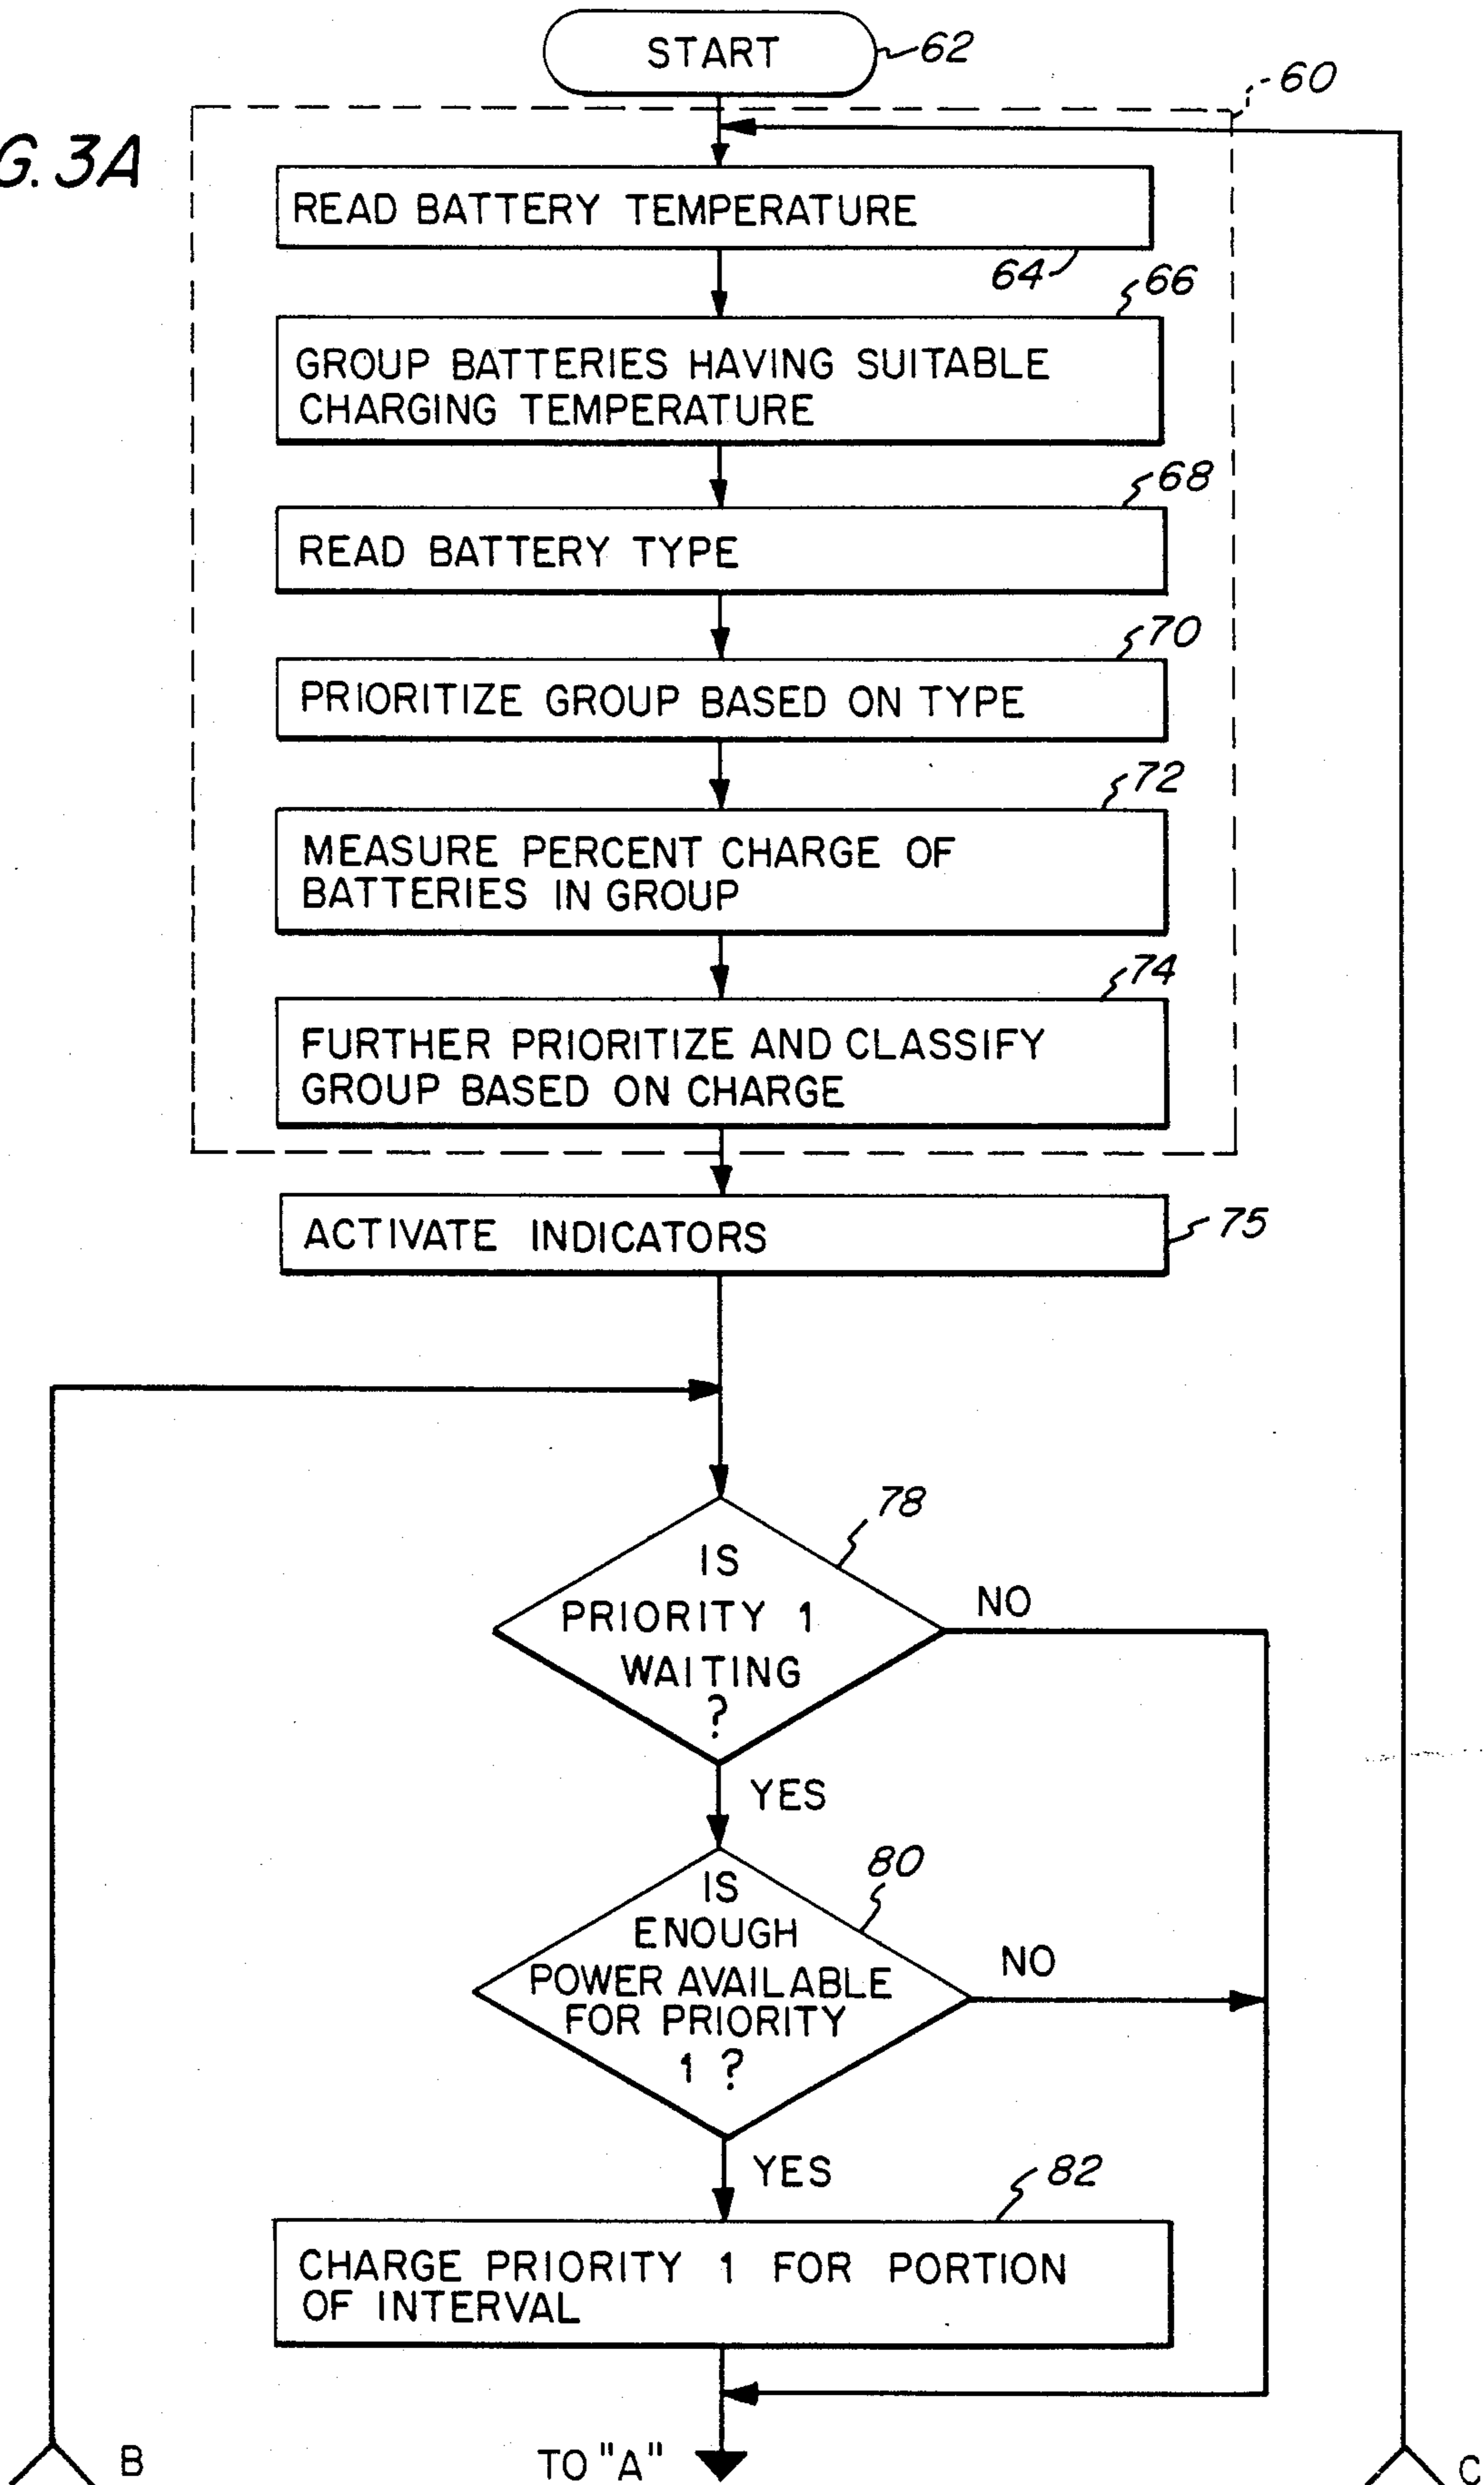 START
62
60
G. 3A
READ BATTERY TEMPERATURE
64
66
GROUP BATTERIES HAVING SUITABLE
CHARGING TEMPERATURE
68
READ BATTERY TYPE
70
PRIORITIZE GROUP BASED ON TYPE
72
MEASURE PERCENT CHARGE OF
BATTERIES IN GROUP
74
FURTHER PRIORITIZE AND CLASSIFY
GROUP BASED ON CHARGE
ACTIVATE INDICATORS
75
78
IS
PRIORITY 1
WAITING
?
NO
YES
80
IS
ENOUGH
POWER AVAILABLE
FOR PRIORITY
1 ?
NO
YES
82
CHARGE PRIORITY 1 FOR PORTION
OF INTERVAL
B
TO "A"
C